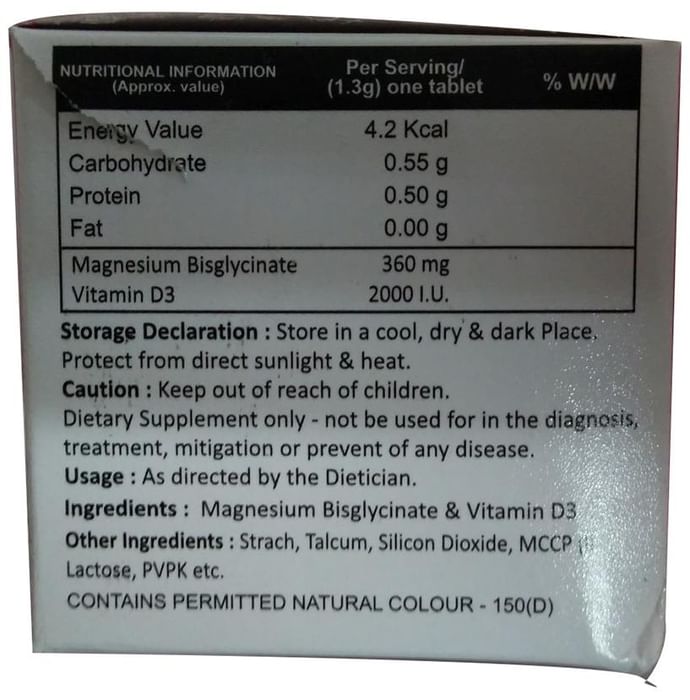 NUTRITIONAL INFORMATION Per Serving/ % W/W
(Approx. value) (1.3g) one tablet
Energy Value 4.2 Kcal
Carbohydrate 0.55 g
Protein 0.50 g
Fat 0.00 g
Magnesium Bisglycinate 360 mg
Vitamin D3 2000 I.U.
Storage Declaration : Store in a cool, dry & dark Place.
Protect from direct sunlight & heat.
Caution : Keep out of reach of children.
Dietary Supplement only - not be used for in the diagnosis,
treatment, mitigation or prevent of any disease.
Usage : As directed by the Dietician.
Ingredients : Magnesium Bisglycinate & Vitamin D3
Other Ingredients : Strach, Talcum, Silicon Dioxide, MCCP
Lactose, PVPK etc.
CONTAINS PERMITTED NATURAL COLOUR - 150(D)